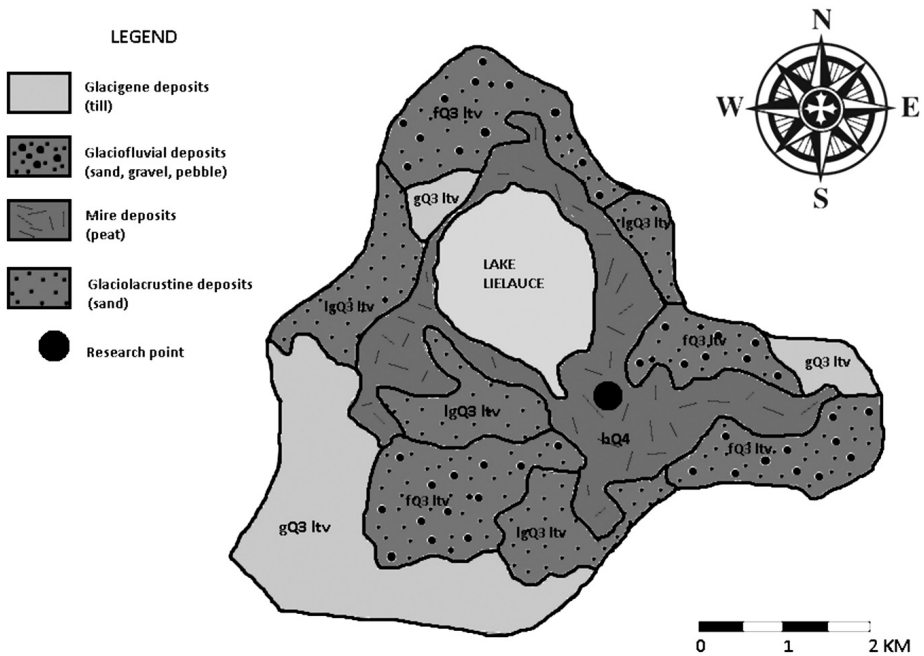 LEGEND
Glacigene deposits
(till)
Glaciofluvial deposits
(sand, gravel, pebble)
Mire deposits
(peat)
Glaciolacrustine deposits
(sand)
Research point
N
W
E
S
fQ3 ltv
gQ3 ltv
lgQ3 ltv
LAKE
LIELAUCE
lgQ3 ltv
fQ3 ltv
gQ3 ltv
lgQ3 ltv
bQ4
fQ3 ltv
fQ3 ltv
gQ3 ltv
lgQ3 ltv
0 1 2 KM